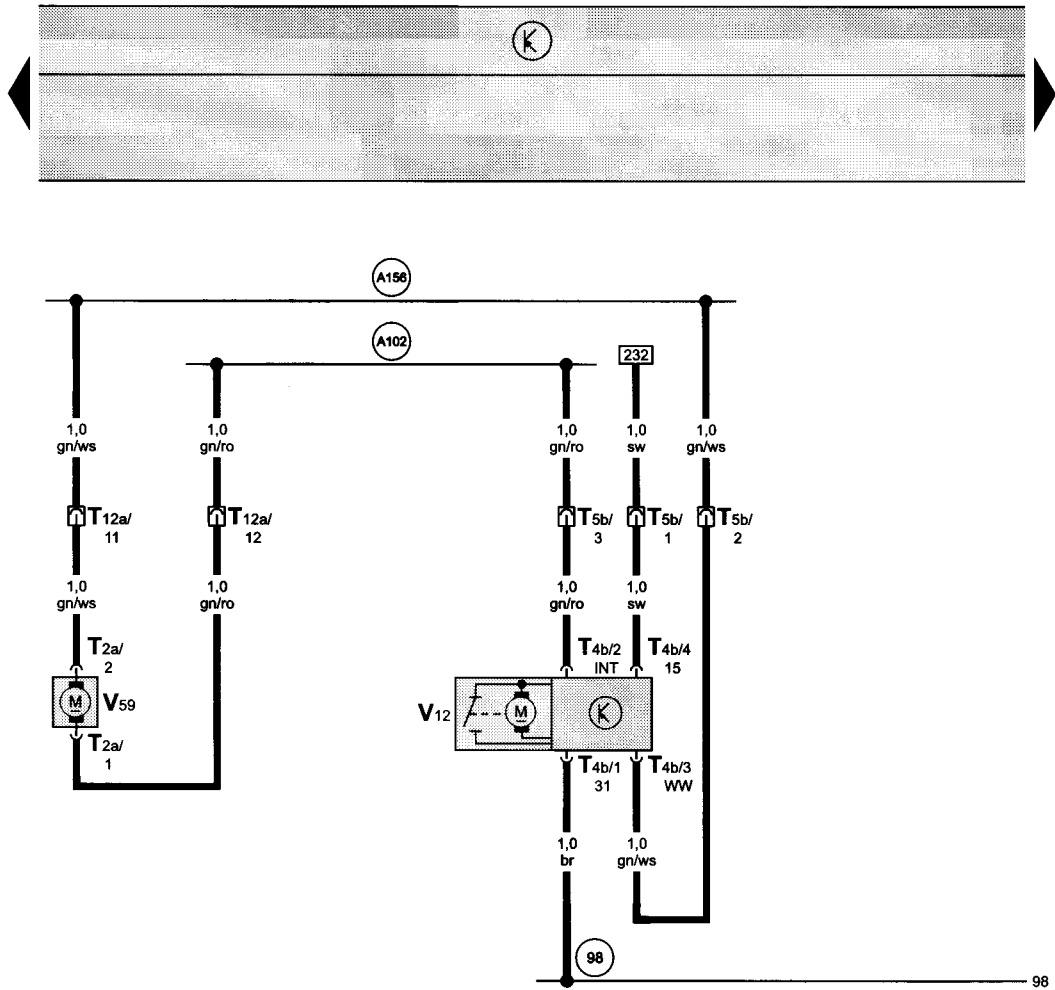 A156
A102
232
1,0 1,0 1,0 1,0 1,0
gn/ws gn/ro gn/ro sw gn/ws
T12a/ T12a/ T5b/ T5b/ T5b/
11 12 3 1 2
1,0 1,0 1,0 1,0
gn/ws gn/ro gn/ro sw
T2a/ T4b/2 T4b/4
2 INT 15
M V59 V12 M
T2a/ T4b/1 T4b/3
1 31 WW
1,0 1,0
br gn/ws
98
98